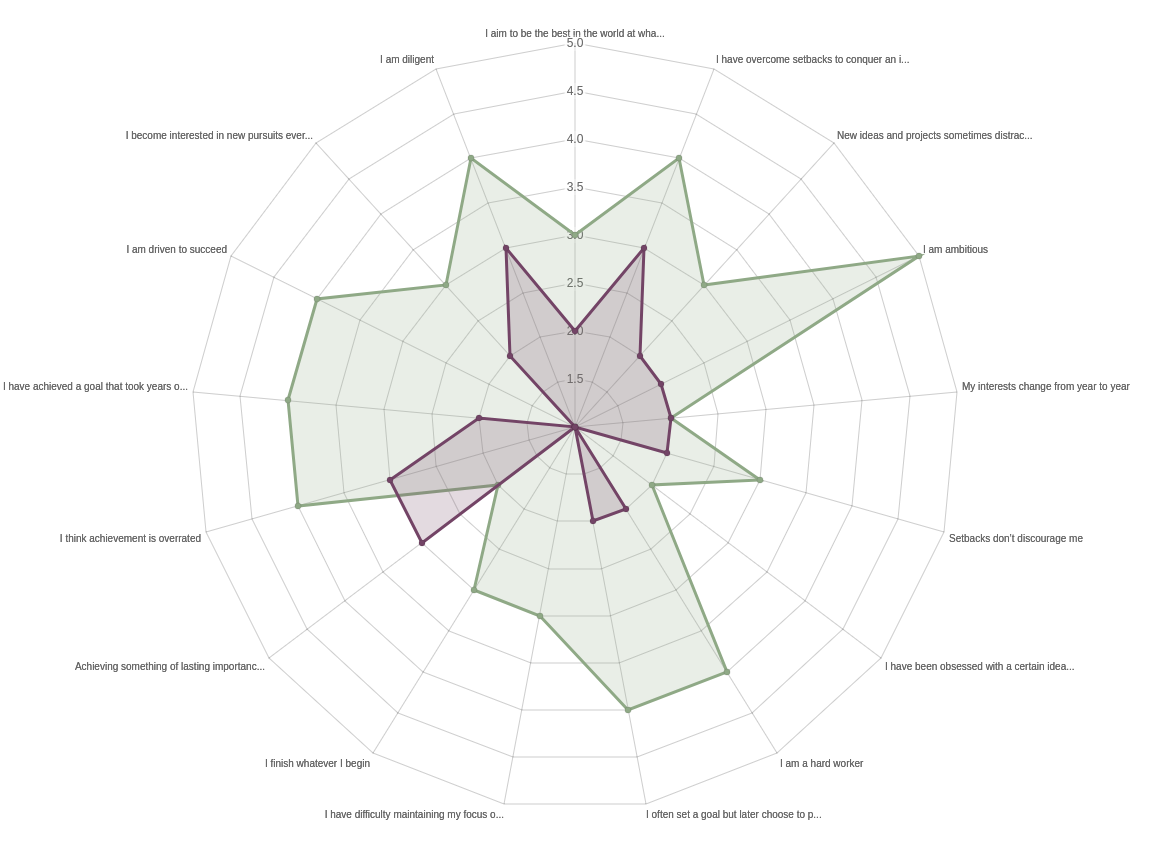 I aim to be the best in the world at wha...
5.0
I am diligent
I have overcome setbacks to conquer an i...
4.5
I become interested in new pursuits ever...
4.0
New ideas and projects sometimes distrac...
3.5
I am driven to succeed
3.0
I am ambitious
2.5
2.0
1.5
I have achieved a goal that took years o...
My interests change from year to year
I think achievement is overrated
Setbacks don't discourage me
Achieving something of lasting importanc...
I have been obsessed with a certain idea...
I finish whatever I begin
I am a hard worker
I have difficulty maintaining my focus o...
I often set a goal but later choose to p...